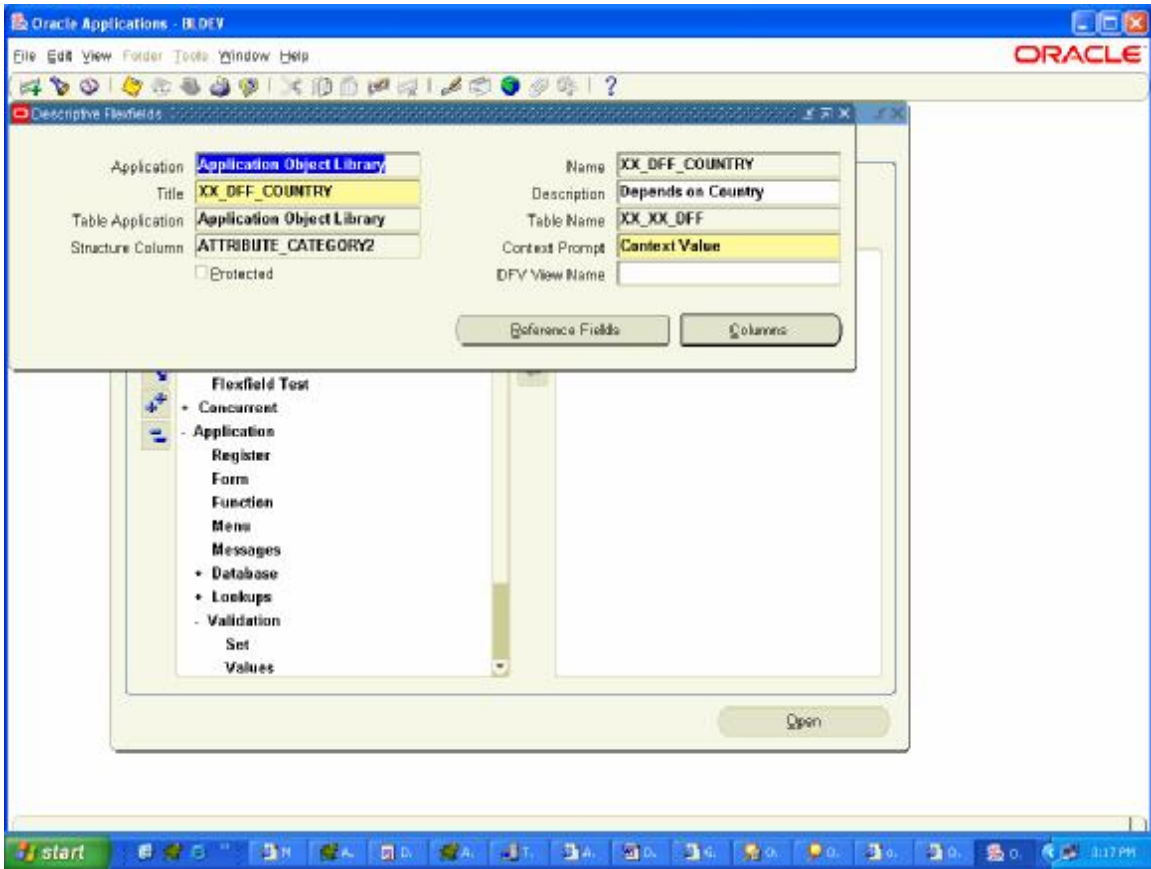 Oracle Applications - BLDEV
File Edit View Folder Tools Window Help
ORACLE
Descriptive Flexfields
Application Application Object Library Name XX_DFF_COUNTRY
Title XX_DFF_COUNTRY Description Depends on Country
Table Application Application Object Library Table Name XX_XX_DFF
Structure Column ATTRIBUTE_CATEGORY2 Context Prompt Context Value
Protected DFV View Name
Reference Fields Columns
Flexfield Test
+ Concurrent
- Application
Register
Form
Function
Menu
Messages
+ Database
+ Lookups
- Validation
Set
Values
Open
start M A. D. A. T. A. D. G. O. O. o. O. O. 3:17 PM